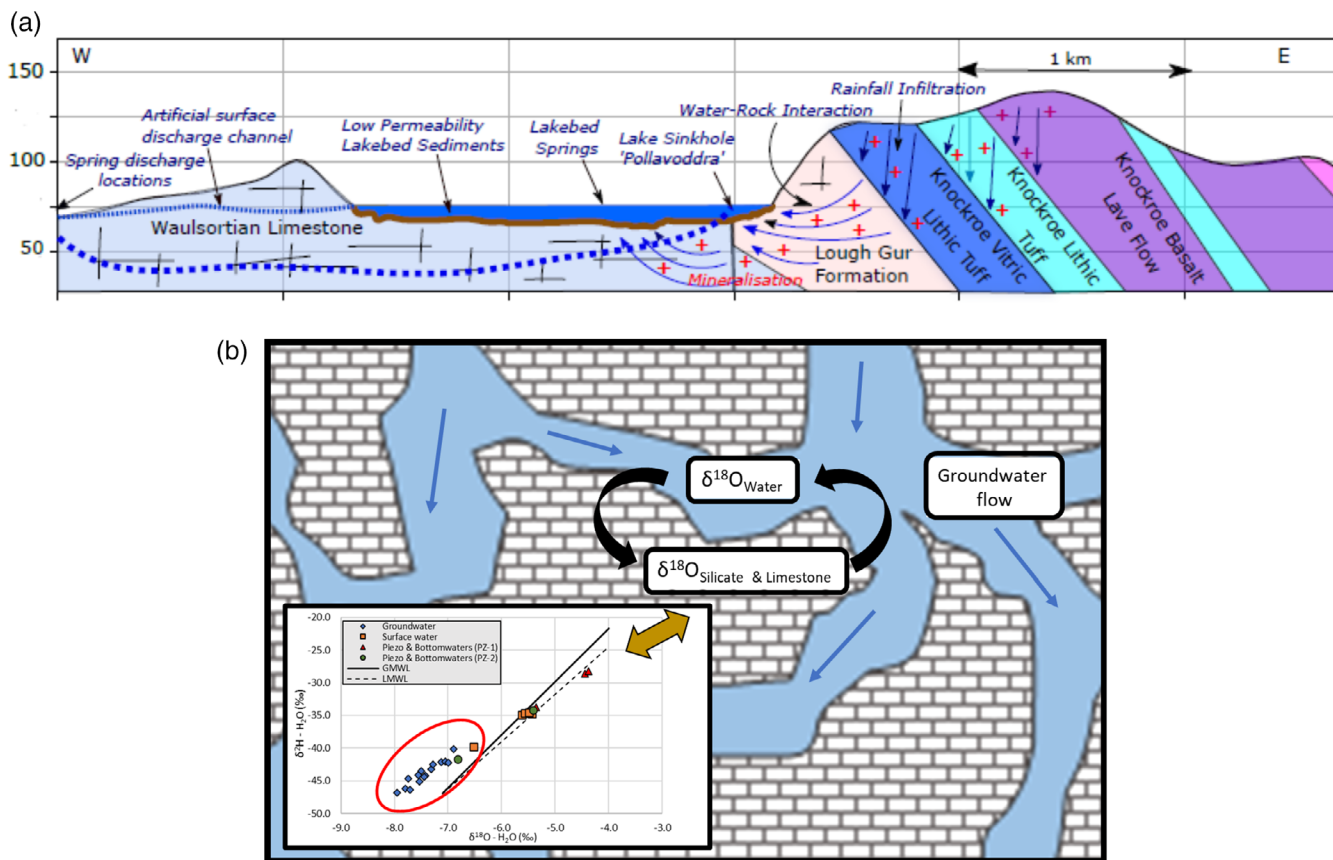 (a)
W
E
1 km
150
100
50
Artificial surface
discharge channel
Spring discharge
locations
Low Permeability
Lakebed Sediments
Lakebed
Springs
Water-Rock Interaction
Lake Sinkhole
'Pollavoddra'
Rainfall Infiltration
Waulsortian Limestone
Mineralisation
Lough Gur
Formation
Knockroe Vitric
Lithic Tuff
Knockroe Lithic
Tuff
Knockroe Basalt
Lave Flow
(b)
δ¹⁸O Water
Groundwater
flow
δ¹⁸O Silicate & Limestone
-20.0
-25.0
-30.0
-35.0
-40.0
-45.0
-50.0
δ²H - H₂O (‰)
Groundwater
Surface water
Piezo & Bottomwaters (PZ-1)
Piezo & Bottomwaters (PZ-2)
GMWL
LMWL
-9.0 -8.0 -7.0 -6.0 -5.0 -4.0 -3.0
δ¹⁸O - H₂O (‰)